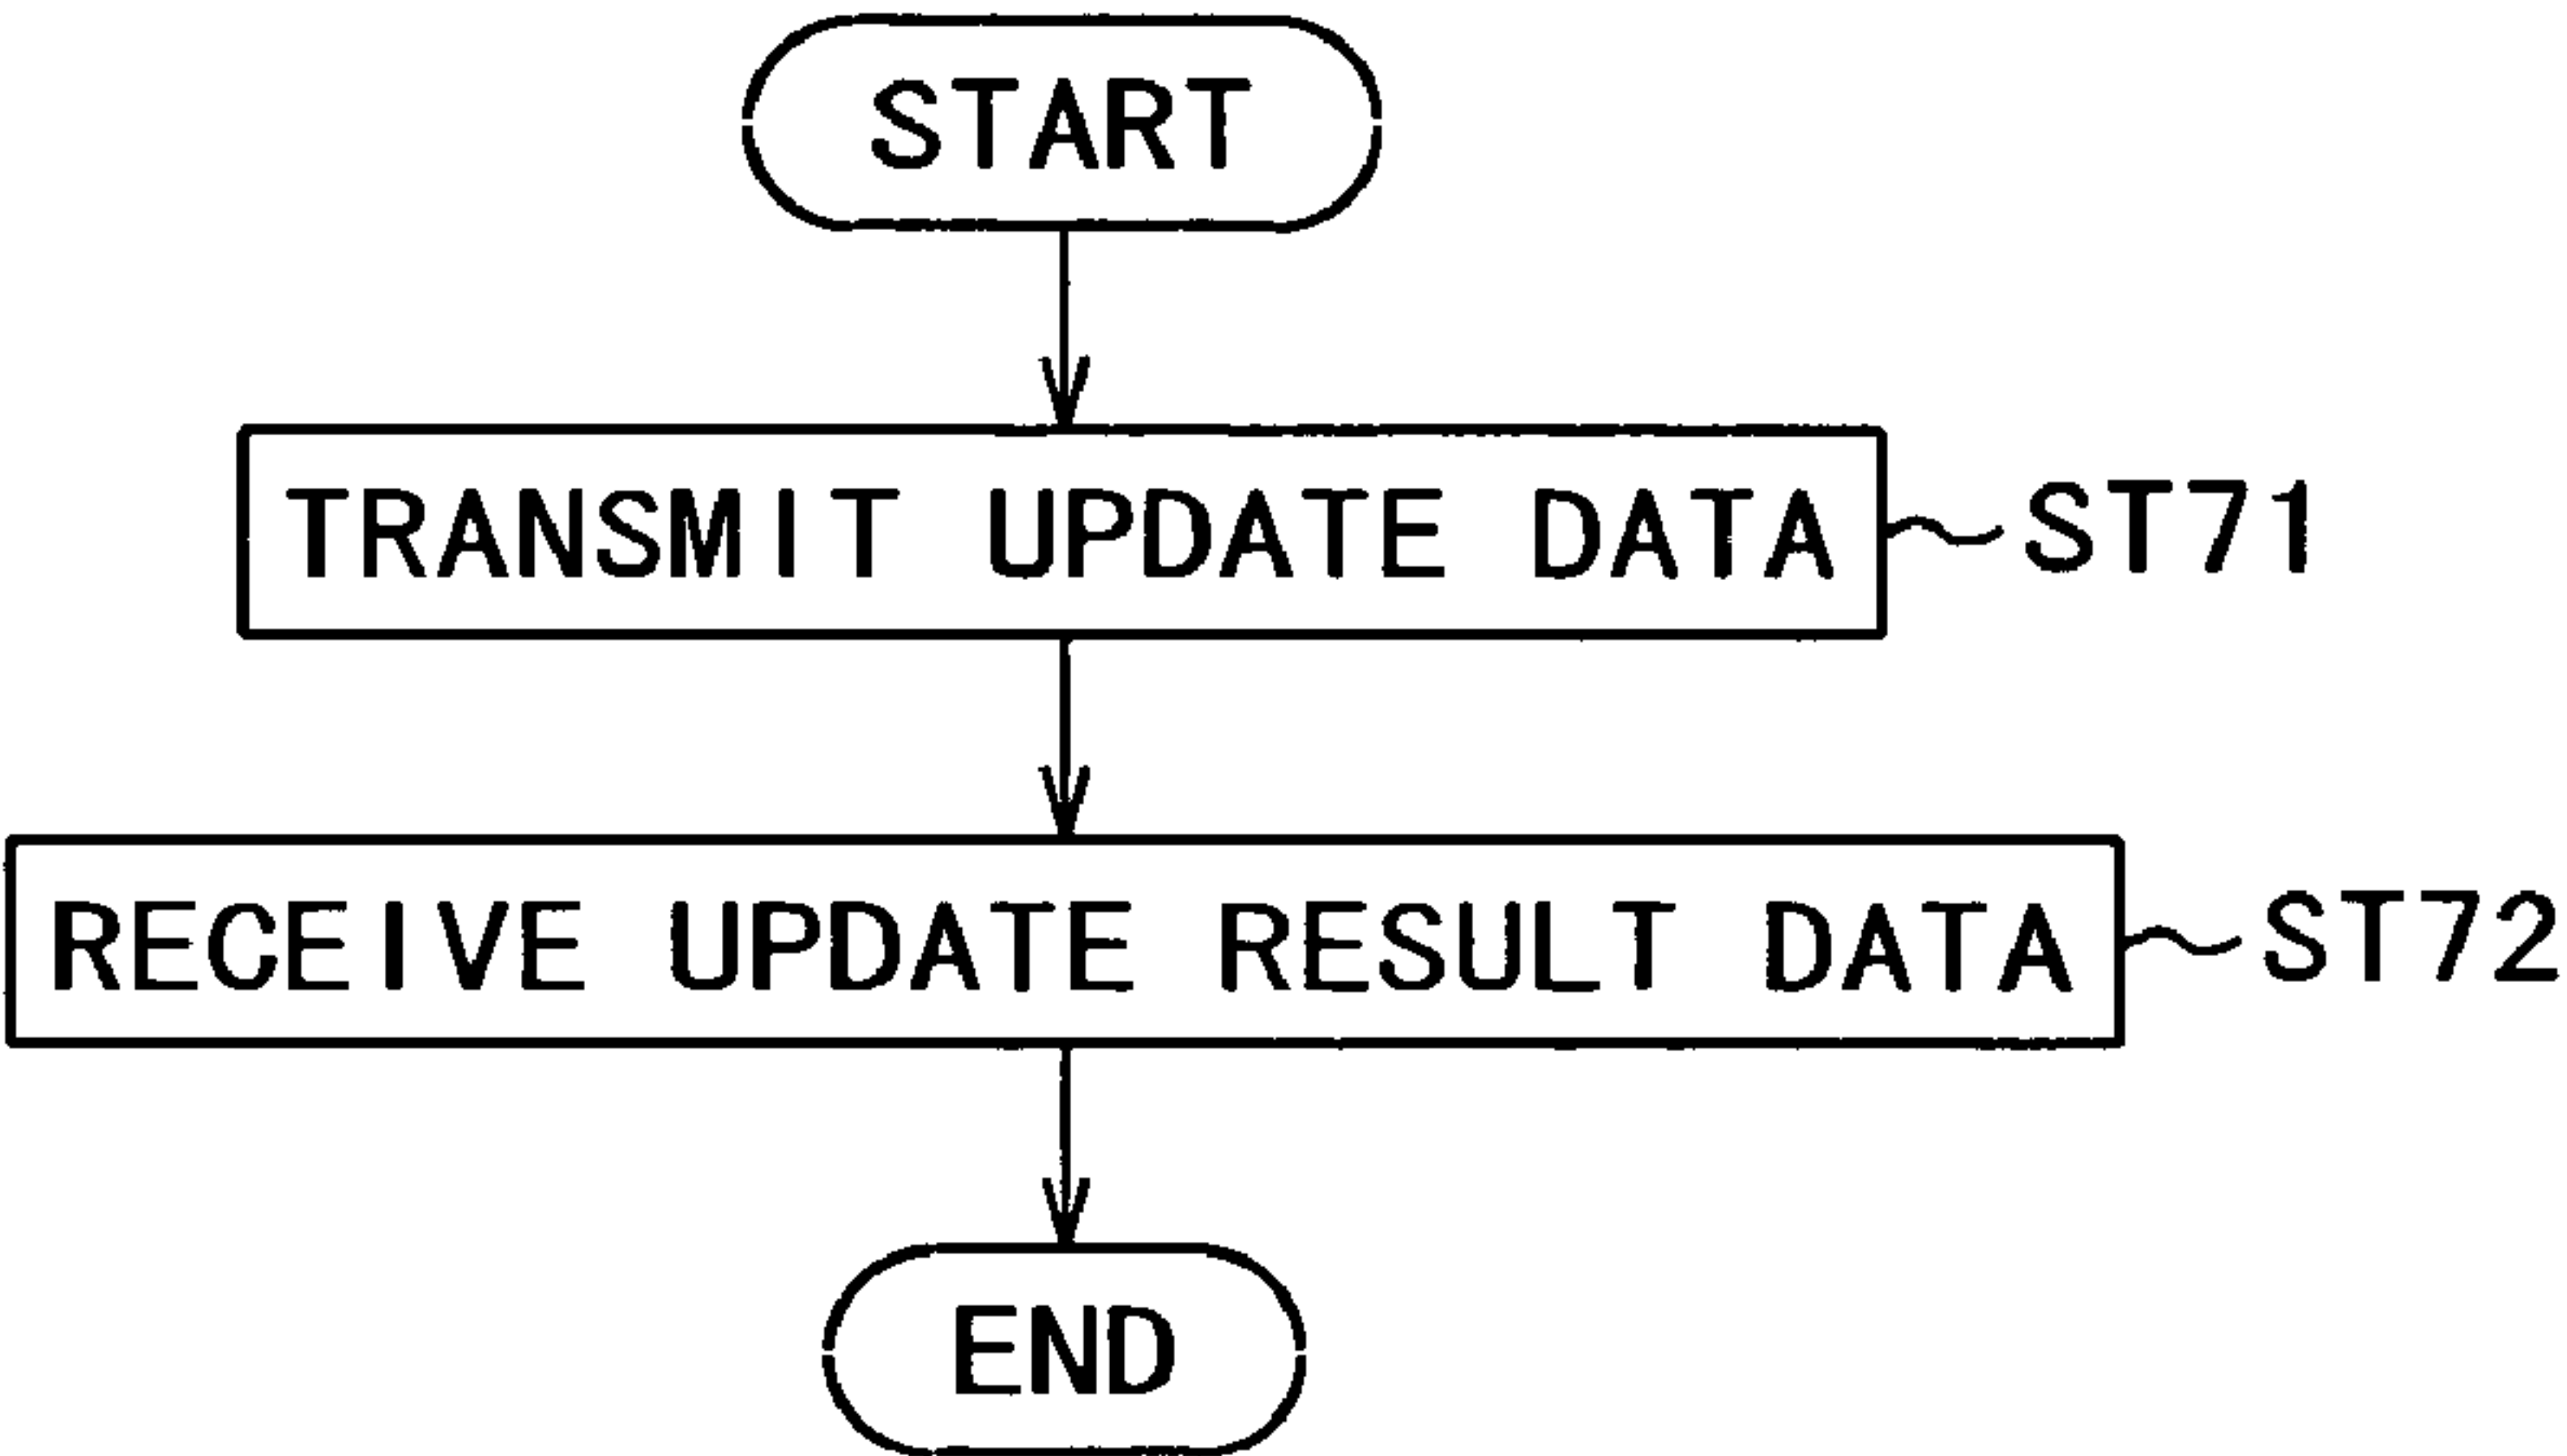 START
TRANSMIT UPDATE DATA
ST71
RECEIVE UPDATE RESULT DATA
ST72
END